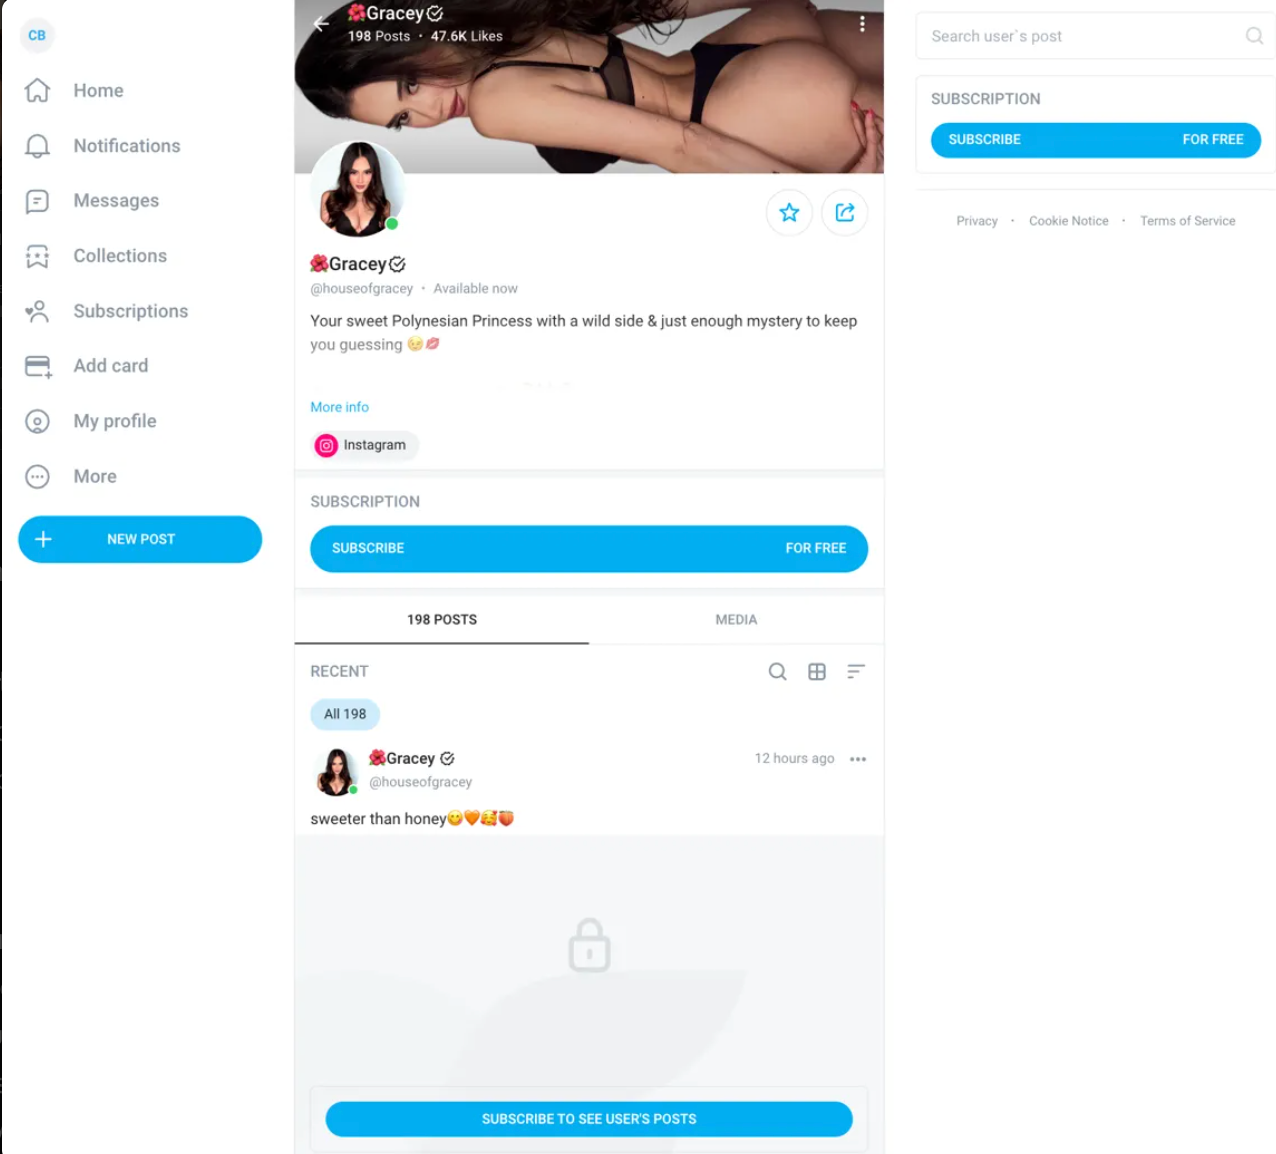 CB
Home
Notifications
Messages
Collections
Subscriptions
Add card
My profile
More
NEW POST
🌺Gracey
198 Posts • 47.6K Likes
🌺Gracey
@houseofgracey • Available now
Your sweet Polynesian Princess with a wild side & just enough mystery to keep
you guessing 🥹💋
More info
Instagram
SUBSCRIPTION
SUBSCRIBE FOR FREE
198 POSTS MEDIA
RECENT
All 198
🌺Gracey 12 hours ago
@houseofgracey
sweeter than honey😋🧡🥰🍑
SUBSCRIBE TO SEE USER'S POSTS
Search user`s post
SUBSCRIPTION
SUBSCRIBE FOR FREE
Privacy · Cookie Notice · Terms of Service